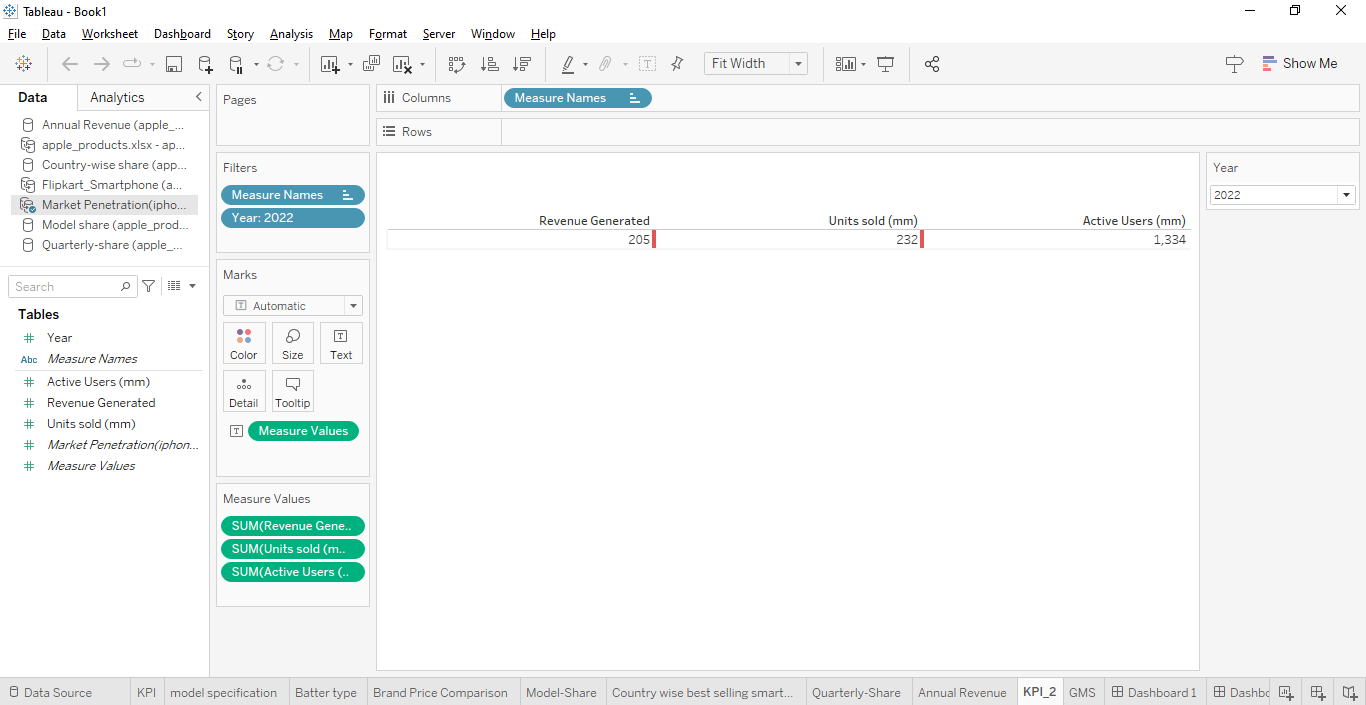 Tableau - Book1
File Data Worksheet Dashboard Story Analysis Map Format Server Window Help
Fit Width
Show Me
Data Analytics
Annual Revenue (apple_...
apple_products.xlsx - ap...
Country-wise share (app...
Flipkart_Smartphone (a...
Market Penetration(ipho...
Model share (apple_prod...
Quarterly-share (apple_...
Search
Tables
Year
Abc Measure Names
Active Users (mm)
Revenue Generated
Units sold (mm)
Market Penetration(iphon...
Measure Values
Pages
Filters
Measure Names
Year: 2022
Marks
Automatic
Color Size Text
Detail Tooltip
Measure Values
Measure Values
SUM(Revenue Gene..
SUM(Units sold (m..
SUM(Active Users (..
Columns Measure Names
Rows
Revenue Generated Units sold (mm) Active Users (mm)
205 232 1,334
Year
2022
Data Source KPI model specification Batter type Brand Price Comparison Model-Share Country wise best selling smart... Quarterly-Share Annual Revenue KPI_2 GMS Dashboard 1 Dashbo